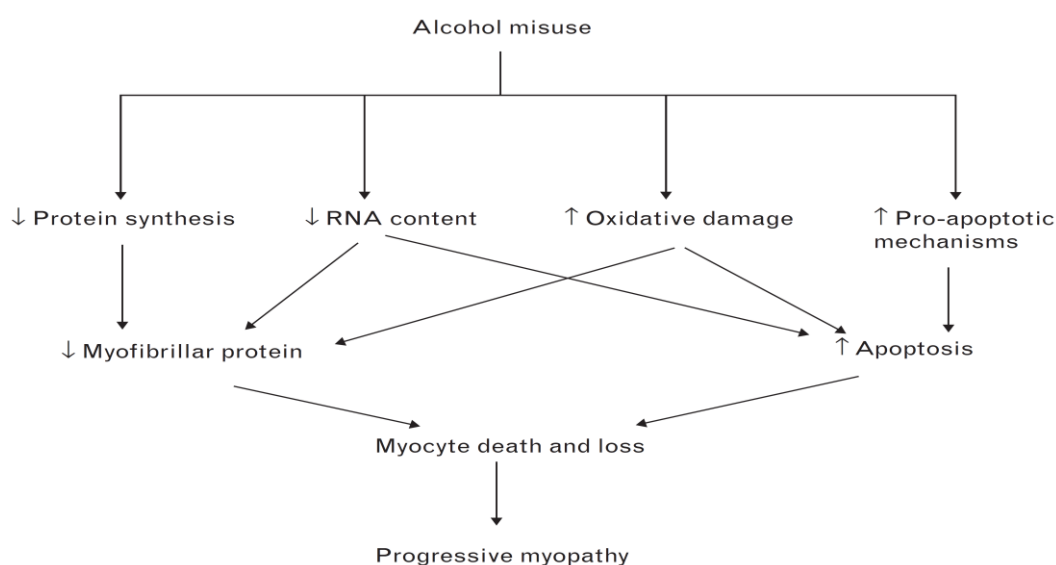 Alcohol misuse
↓ Protein synthesis
↓ RNA content
↑ Oxidative damage
↑ Pro-apoptotic
mechanisms
↓ Myofibrillar protein
↑ Apoptosis
Myocyte death and loss
Progressive myopathy